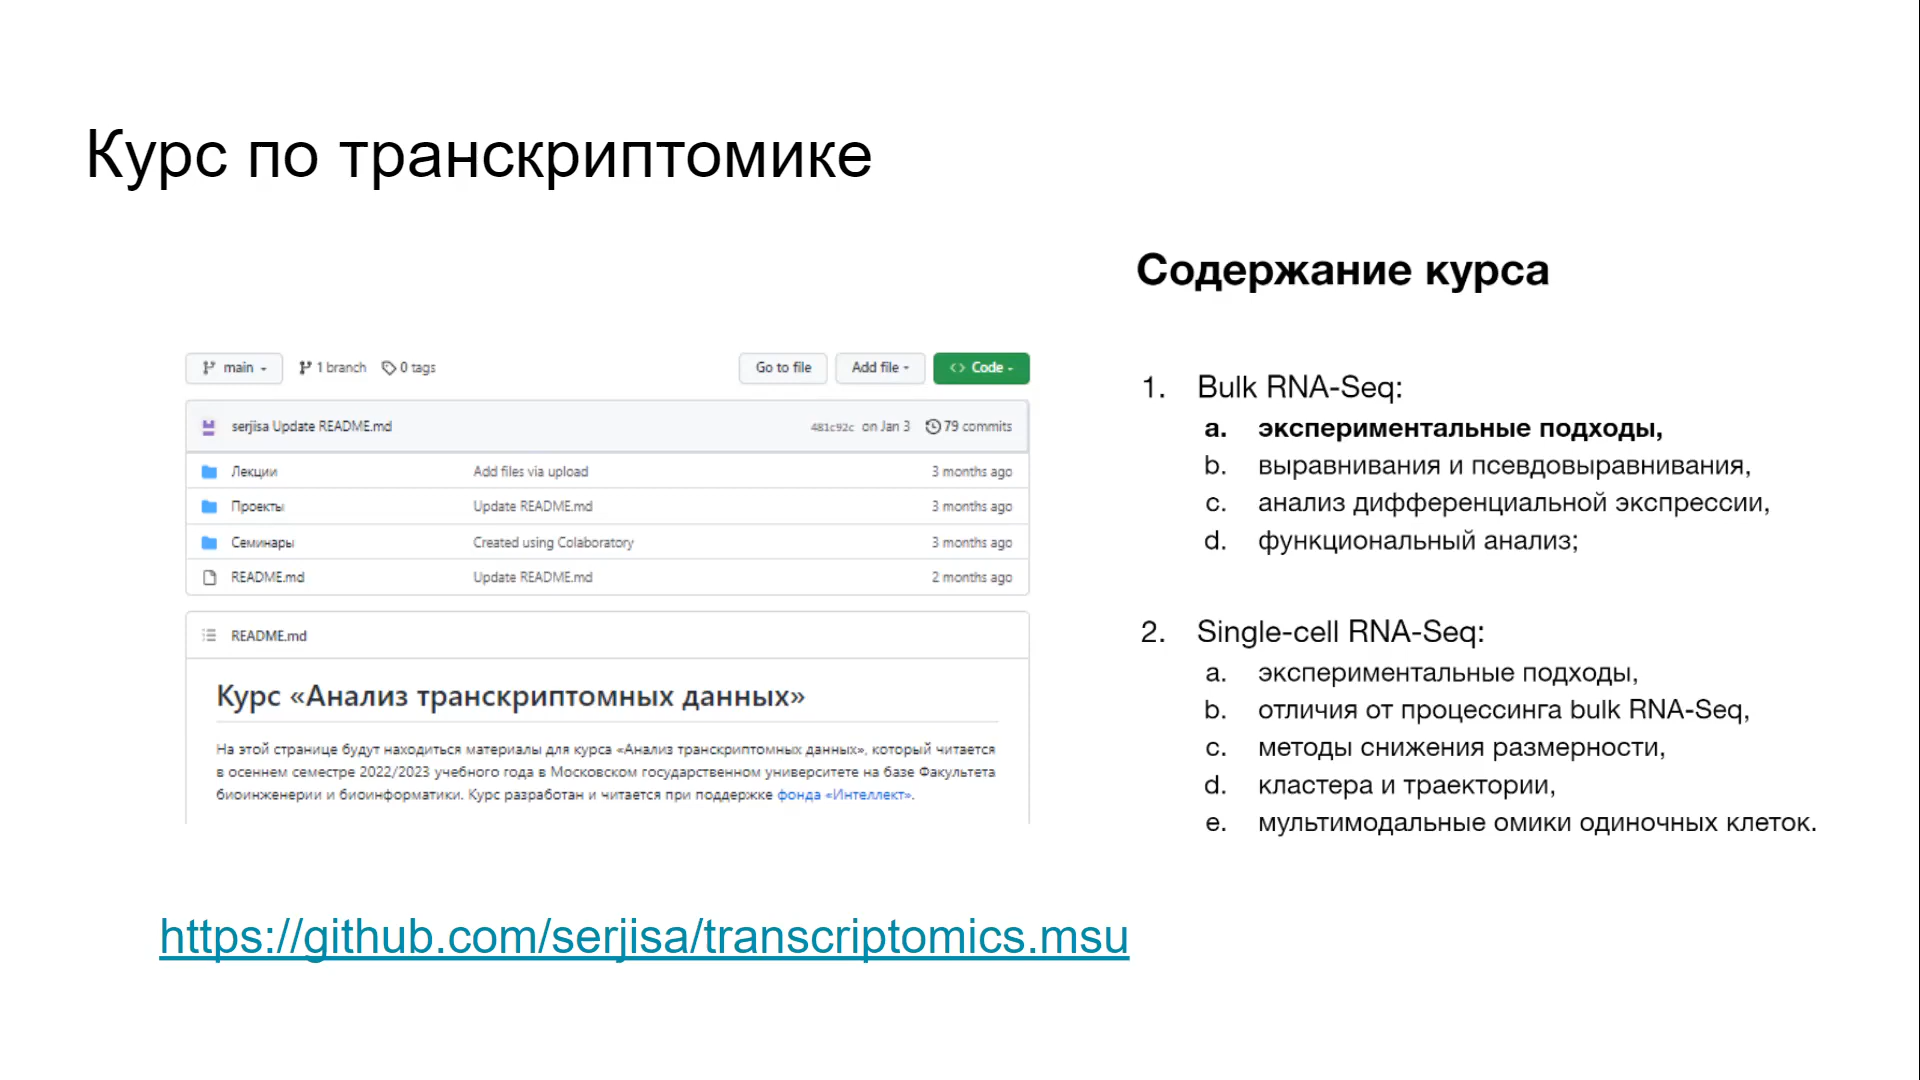 Курс по транскриптомике
main
1 branch
0 tags
Go to file
Add file
Code
serjisa Update README.md
481c92c on Jan 3
79 commits
Лекции
Add files via upload
3 months ago
Проекты
Update README.md
3 months ago
Семинары
Created using Colaboratory
3 months ago
README.md
Update README.md
2 months ago
README.md
Курс «Анализ транскриптомных данных»
На этой странице будут находиться материалы для курса «Анализ транскриптомных данных», который читается
в осеннем семестре 2022/2023 учебного года в Московском государственном университете на базе Факультета
биоинженерии и биоинформатики. Курс разработан и читается при поддержке фонда «Интеллект».
Содержание курса
1. Bulk RNA-Seq:
a. экспериментальные подходы,
b. выравнивания и псевдовыравнивания,
c. анализ дифференциальной экспрессии,
d. функциональный анализ;
2. Single-cell RNA-Seq:
a. экспериментальные подходы,
b. отличия от процессинга bulk RNA-Seq,
c. методы снижения размерности,
d. кластера и траектории,
e. мультимодальные омики одиночных клеток.
https://github.com/serjisa/transcriptomics.msu